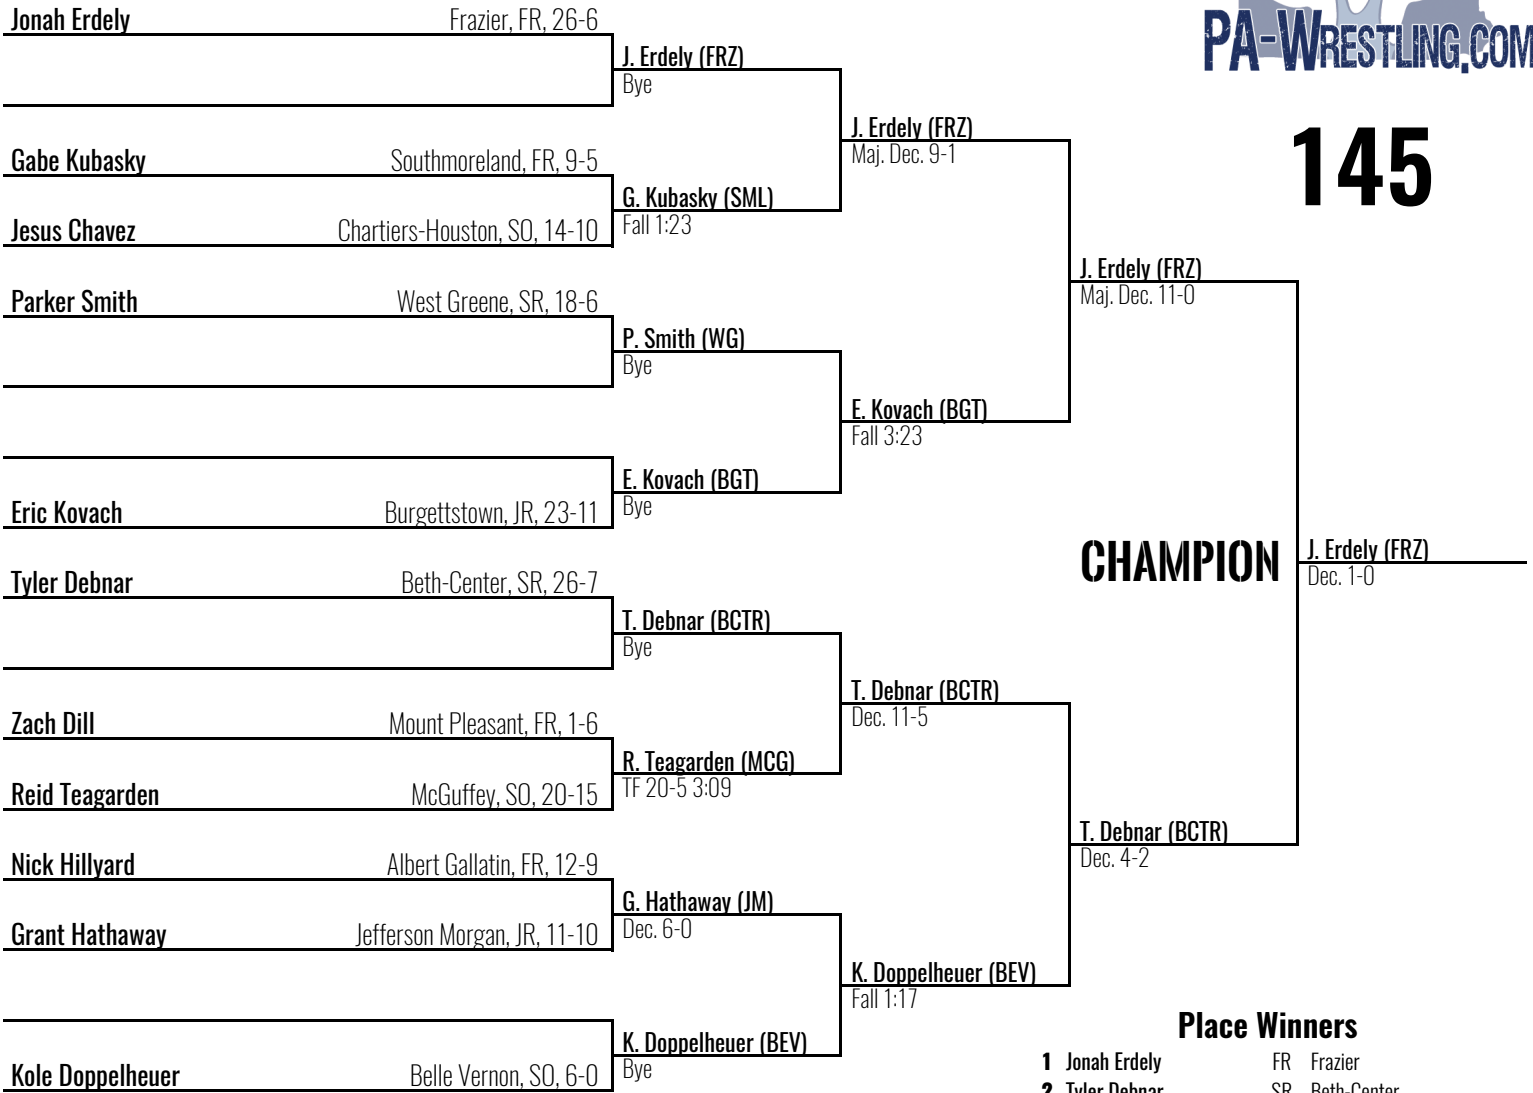 Jonah Erdely Frazier, FR, 26-6
PA-WRESTLING.COM
J. Erdely (FRZ)
Bye
J. Erdely (FRZ)
Maj. Dec. 9-1
145
Gabe Kubasky Southmoreland, FR, 9-5
G. Kubasky (SML)
Fall 1:23
Jesus Chavez Chartiers-Houston, SO, 14-10
J. Erdely (FRZ)
Maj. Dec. 11-0
Parker Smith West Greene, SR, 18-6
P. Smith (WG)
Bye
E. Kovach (BGT)
Fall 3:23
E. Kovach (BGT)
Bye
Eric Kovach Burgettstown, JR, 23-11
CHAMPION
J. Erdely (FRZ)
Dec. 1-0
Tyler Debnar Beth-Center, SR, 26-7
T. Debnar (BCTR)
Bye
T. Debnar (BCTR)
Dec. 11-5
Zach Dill Mount Pleasant, FR, 1-6
R. Teagarden (MCG)
TF 20-5 3:09
Reid Teagarden McGuffey, SO, 20-15
T. Debnar (BCTR)
Dec. 4-2
Nick Hillyard Albert Gallatin, FR, 12-9
G. Hathaway (JM)
Dec. 6-0
Grant Hathaway Jefferson Morgan, JR, 11-10
K. Doppelheuer (BEV)
Fall 1:17
K. Doppelheuer (BEV)
Bye
Kole Doppelheuer Belle Vernon, SO, 6-0
Place Winners
1 Jonah Erdely FR Frazier
2 Tyler Debnar SR Beth-Center